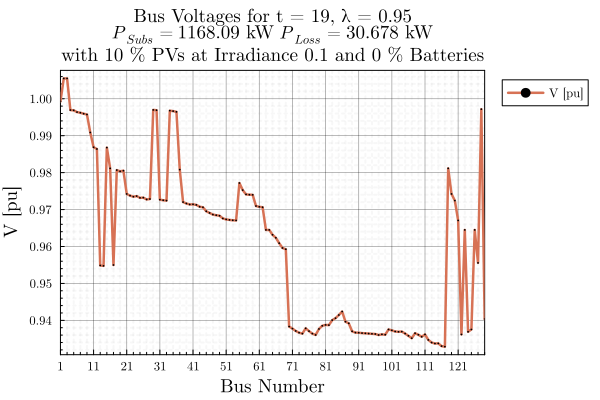 Bus Voltages for t = 19, λ = 0.95
P_Subs = 1168.09 kW P_Loss = 30.678 kW
with 10 % PVs at Irradiance 0.1 and 0 % Batteries
V [pu]
1.00
0.99
0.98
0.97
0.96
0.95
0.94
V [pu]
1 11 21 31 41 51 61 71 81 91 101 111 121
Bus Number